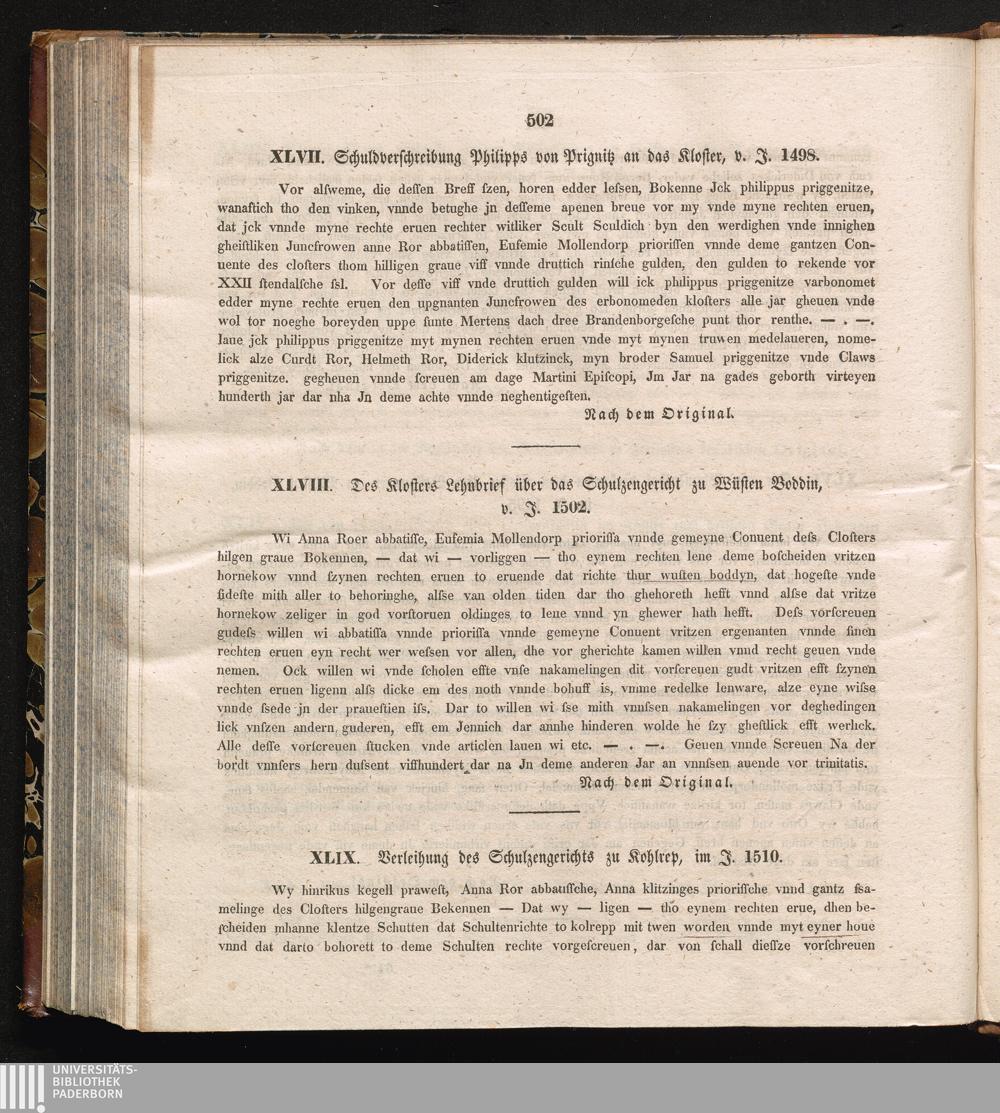 502
XLVII. Schuldverschreibung Philipps von Prignitz an das Kloster, v. J. 1498.
Vor alſweme, die deſſen Breff ſzen, horen edder leſsen, Bokenne Jck philippus priggenitze,
wanaftich tho den vinken, vnnde betughe jn deſſeme apenen breue vor my vnde myne rechten eruen,
dat jck vnnde myne rechte eruen rechter witliker Scult Sculdich byn den werdighen vnde innighen
gheiſtliken Juncfrowen anne Ror abbatiſſen, Eufemie Mollendorp prioriſſen vnnde deme gantzen Con-
uente des cloſters thom hilligen graue viff vnnde druttich rinſche gulden, den gulden to rekende vor
XXII ſtendalſche ſsl. Vor deſſe viff vnde druttich gulden will ick philippus priggenitze varbonomet
edder myne rechte eruen den upgnanten Juncfrowen des erbonomeden kloſters alle jar gheuen vnde
wol tor noeghe boreyden uppe ſunte Mertens dach dree Brandenborgeſche punt thor renthe. — . —.
Iaue jck philippus priggenitze myt mynen rechten eruen vnde myt mynen truwen medelaueren, nome-
lick alze Curdt Ror, Helmeth Ror, Diderick klutzinck, myn broder Samuel priggenitze vnde Claws
priggenitze. gegheuen vnnde ſcreuen am dage Martini Epiſcopi, Jm Jar na gades geborth virteyen
hunderth jar dar nha Jn deme achte vnnde neghentigeſten.
Nach dem Original.
XLVIII. Des Klosters Lehnbrief über das Schulzengericht zu Wüsten Boddin,
v. J. 1502.
Wi Anna Roer abbatiſſe, Eufemia Mollendorp prioriſſa vnnde gemeyne Conuent deſs Cloſters
hilgen graue Bokennen, — dat wi — vorliggen — tho eynem rechten lene deme boſcheiden vritzen
hornekow vnnd ſzynen rechten eruen to eruende dat richte thur wuſten boddyn, dat hogeſte vnde
ſideſte mith aller to behoringhe, alſse van olden tiden dar tho ghehoreth hefft vnnd alſse dat vritze
hornekow zeliger in god vorſtoruen oldinges to lene vnnd yn ghewer hath hefft. Deſs vorſcreuen
gudeſs willen wi abbatiſſa vnnde prioriſſa vnnde gemeyne Conuent vritzen ergenanten vnnde ſinen
rechten eruen eyn recht wer weſsen vor allen, dhe vor gherichte kamen willen vnnd recht geuen vnde
nemen. Ock willen wi vnde ſcholen effte vnſe nakamelingen dit vorſcreuen gudt vritzen efft ſzynen
rechten eruen ligenn alſs dicke em des noth vnnde bohuff is, vmme redelke lenware, alze eyne wiſse
vnnde ſsede jn der praueſtien iſs. Dar to willen wi ſse mith vnnſsen nakamelingen vor deghedingen
lick vnſzen andern guderen, efft em Jennich dar annhe hinderen wolde he ſzy gheſtlick efft werlick.
Alle deſſe vorſcreuen ſtucken vnde articlen lauen wi etc. — . —. Geuen vnnde Screuen Na der
bordt vnnſers hern duſsent viffhundert dar na Jn deme anderen Jar an vnnſsen auende vor trinitatis.
Nach dem Original.
XLIX. Verleihung des Schulzengerichts zu Kohlrep, im J. 1510.
Wy hinrikus kegell praweſt, Anna Ror abbatiſſche, Anna klitzinges prioriſſche vnnd gantz ſsa-
melinge des Cloſters hilgengraue Bekennen — Dat wy — ligen — tho eynem rechten erue, dhen be-
ſcheiden mhanne klentze Schutten dat Schultenrichte to kolrepp mit twen worden vnnde myt eyner houe
vnnd dat darto bohorett to deme Schulten rechte vorgeſcreuen, dar von ſchall dieſſze vorſchreuen
UNIVERSITÄTS-
BIBLIOTHEK
PADERBORN